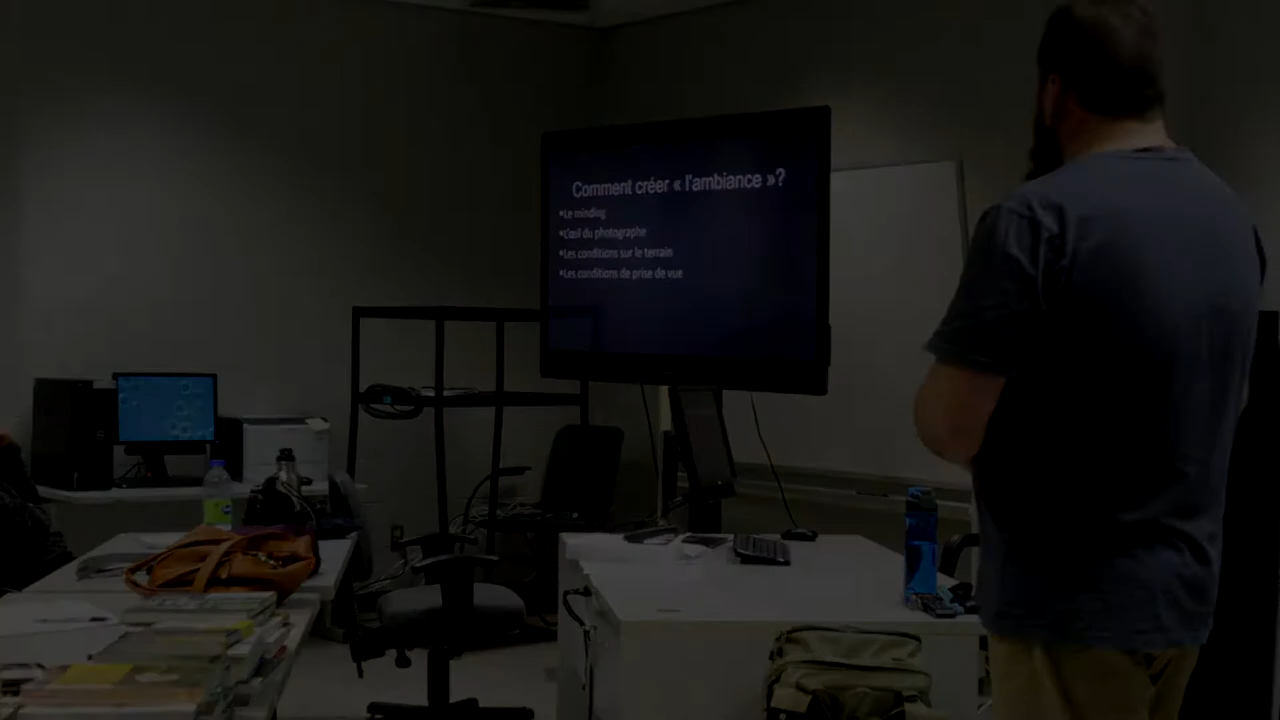 Comment créer « l'ambiance »?
•Le minding
•L'œil du photographe
•Les conditions sur le terrain
•Les conditions de prise de vue